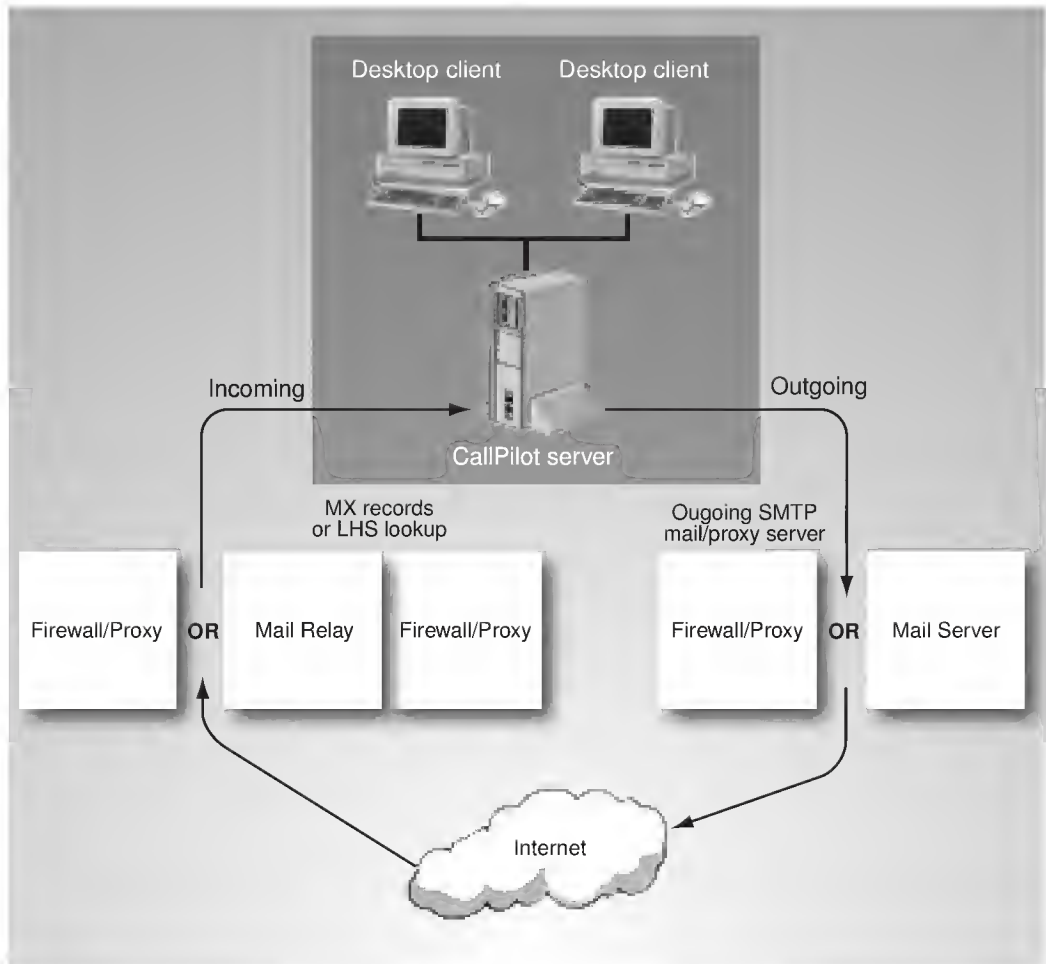 Desktop client
Desktop client
Incoming
Outgoing
CallPilot server
MX records
or LHS lookup
Ougoing SMTP
mail/proxy server
Firewall/Proxy
OR
Mail Relay
Firewall/Proxy
Firewall/Proxy
OR
Mail Server
Internet